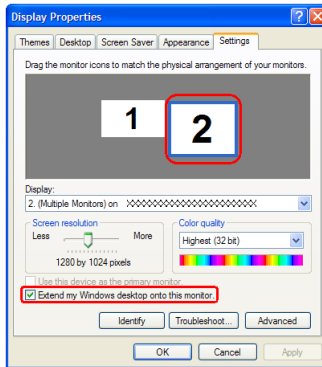 Display Properties
Themes Desktop Screen Saver Appearance Settings
Drag the monitor icons to match the physical arrangement of your monitors.
1 2
Display:
2. (Multiple Monitors) on XXXXXXXXXXXXXXXXXXXXXX
Screen resolution
Less More
1280 by 1024 pixels
Color quality
Highest (32 bit)
Use this device as the primary monitor.
Extend my Windows desktop onto this monitor.
Identify Troubleshoot... Advanced
OK Cancel Apply